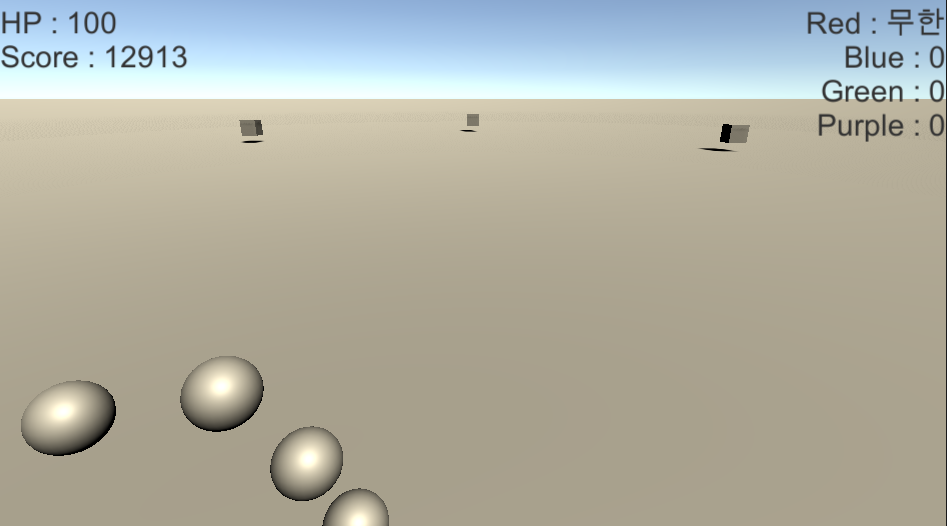 HP : 100
Score : 12913
Red : 무한
Blue : 0
Green : 0
Purple : 0